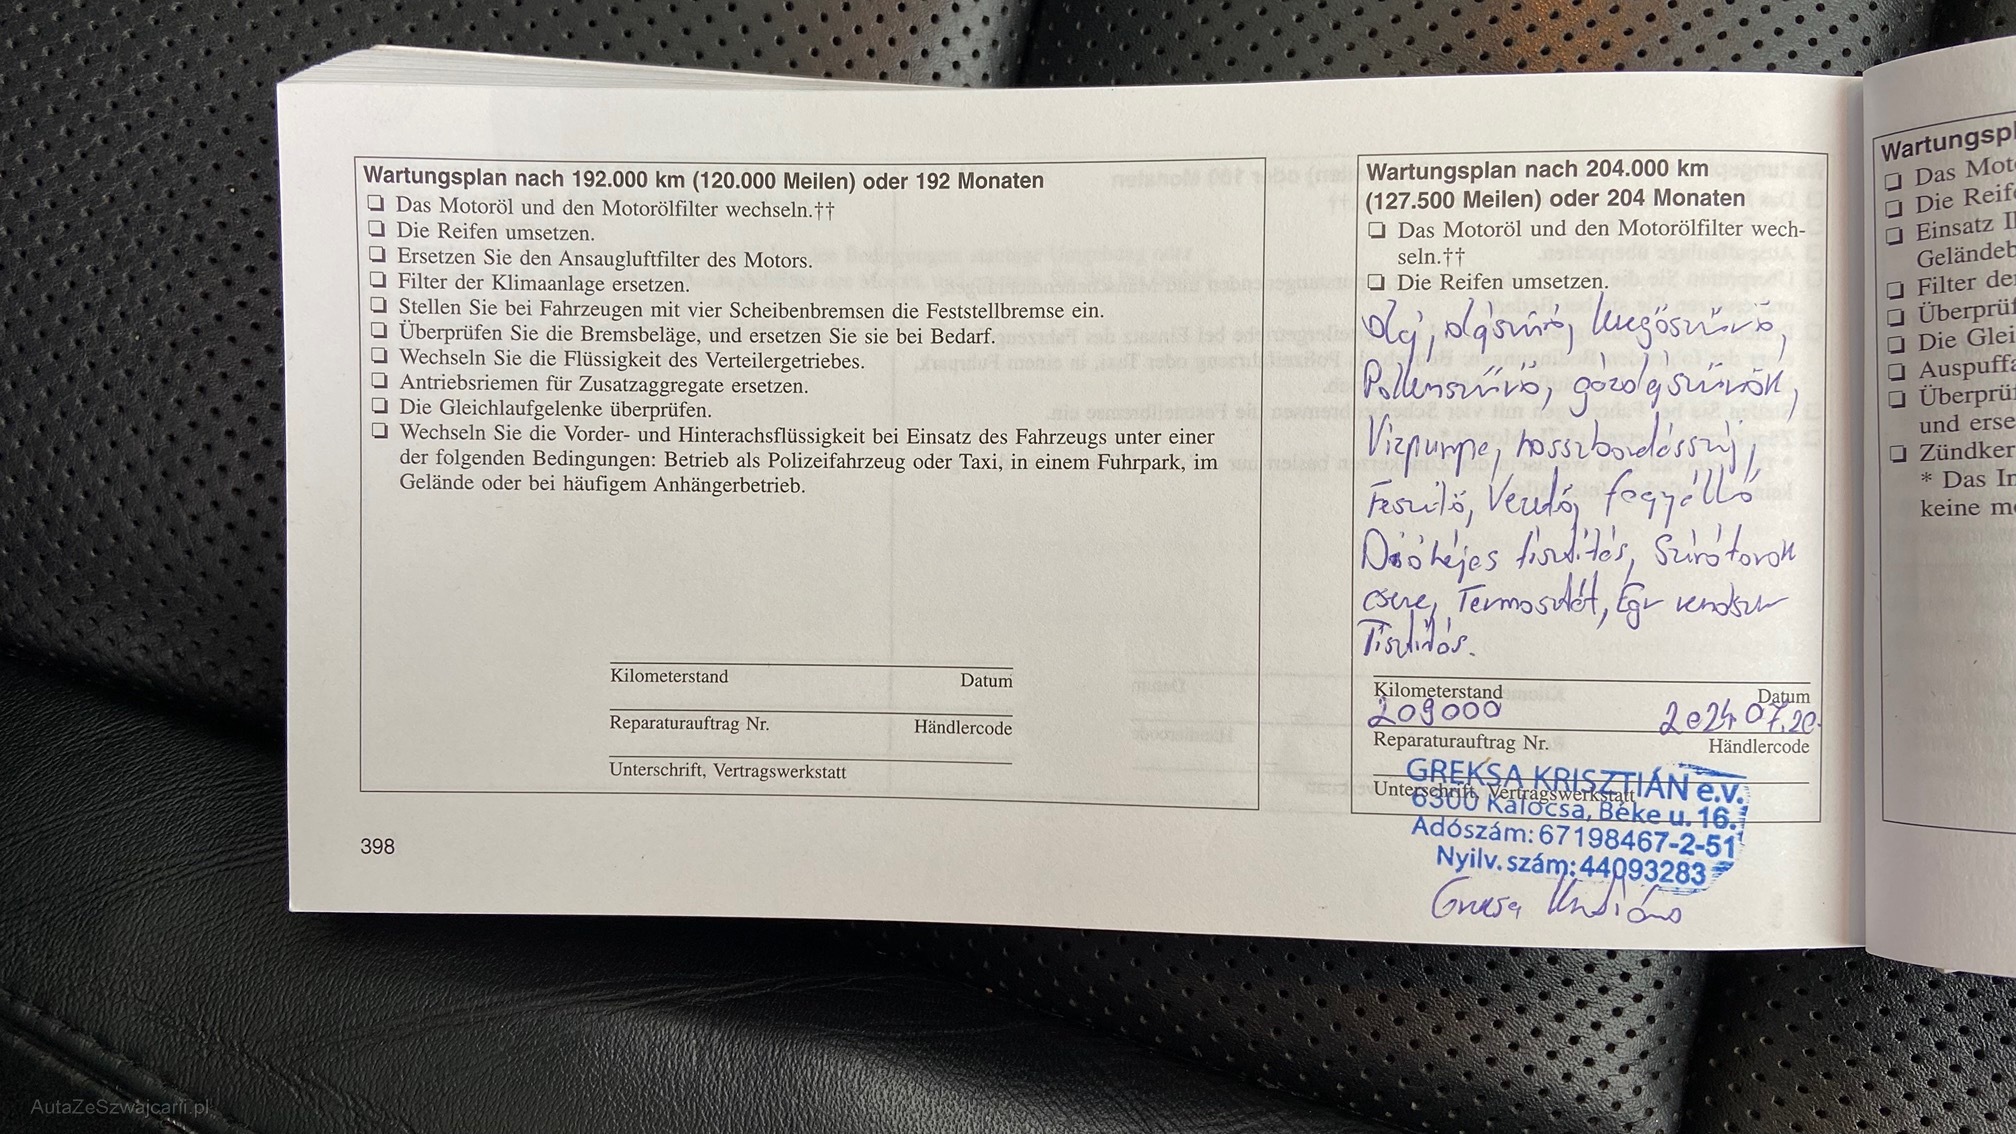 Wartungsplan nach 192.000 km (120.000 Meilen) oder 192 Monaten
❏ Das Motoröl und den Motorölfilter wechseln.††
❏ Die Reifen umsetzen.
❏ Ersetzen Sie den Ansaugluftfilter des Motors.
❏ Filter der Klimaanlage ersetzen.
❏ Stellen Sie bei Fahrzeugen mit vier Scheibenbremsen die Feststellbremse ein.
❏ Überprüfen Sie die Bremsbeläge, und ersetzen Sie sie bei Bedarf.
❏ Wechseln Sie die Flüssigkeit des Verteilergetriebes.
❏ Antriebsriemen für Zusatzaggregate ersetzen.
❏ Die Gleichlaufgelenke überprüfen.
❏ Wechseln Sie die Vorder- und Hinterachsflüssigkeit bei Einsatz des Fahrzeugs unter einer
der folgenden Bedingungen: Betrieb als Polizeifahrzeug oder Taxi, in einem Fuhrpark, im
Gelände oder bei häufigem Anhängerbetrieb.
Kilometerstand Datum
Reparaturauftrag Nr. Händlercode
Unterschrift, Vertragswerkstatt
398
Wartungsplan nach 204.000 km
(127.500 Meilen) oder 204 Monaten
❏ Das Motoröl und den Motorölfilter wech-
seln.††
❏ Die Reifen umsetzen.
olaj, olajszűrő, levegőszűrő,
Pollenszűrő, gázolajszűrők,
Vizpumpa, hosszbordásszíj,
Feszítő, Vezető, fagyálló
Dióhéjas tisztítás, Szívótorok
csere, Termosztát, Egr rendszer
Tisztítás.
Kilometerstand Datum
209000 2024 07.20.
Reparaturauftrag Nr. Händlercode
Unterschrift, Vertragswerkstatt
GREKSA KRISZTIÁN e.v.
6300 Kalocsa, Béke u. 16.
Adószám: 67198467-2-51
Nyilv. szám: 44093283
Wartungsp
❏ Das Mot
❏ Die Reif
❏ Einsatz
Geländeb
❏ Filter de
❏ Überprü
❏ Die Glei
❏ Auspuffa
❏ Überprü
und erse
❏ Zündker
* Das In
keine m
AutaZeSzwajcarii.pl